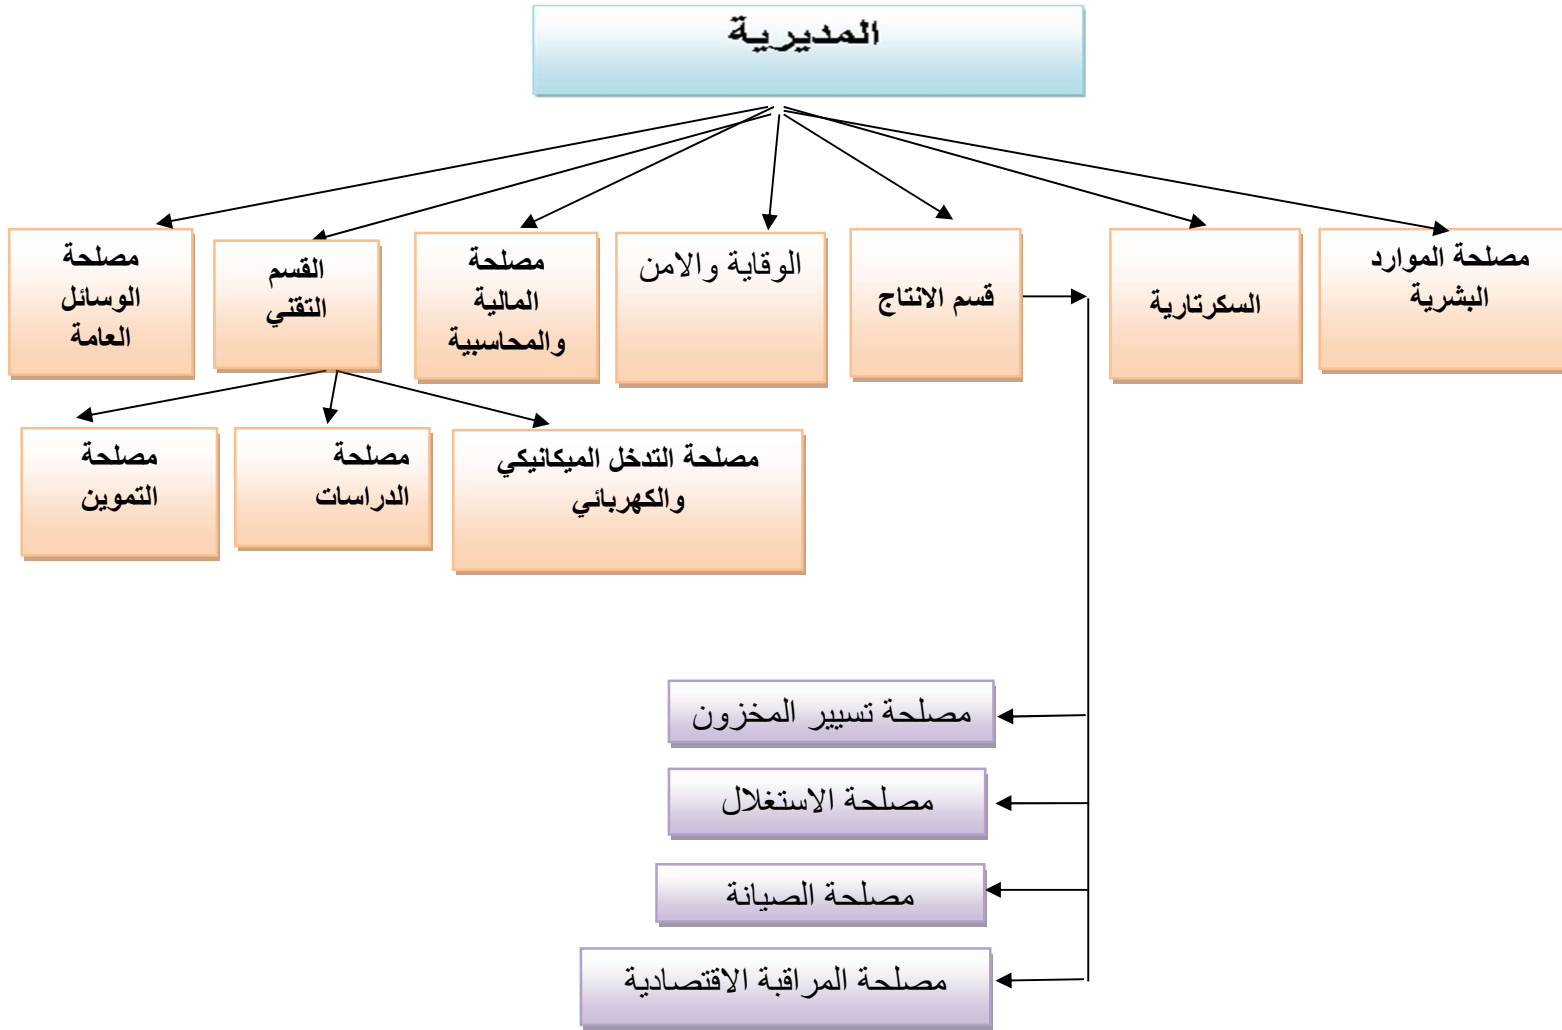 المديرية
مصلحة الموارد
البشرية
السكرتارية
قسم الانتاج
الوقاية والامن
مصلحة
المالية
والمحاسبية
القسم
التقني
مصلحة
الوسائل
العامة
مصلحة التدخل الميكانيكي
والكهربائي
مصلحة
الدراسات
مصلحة
التموين
مصلحة تسيير المخزون
مصلحة الاستغلال
مصلحة الصيانة
مصلحة المراقبة الاقتصادية